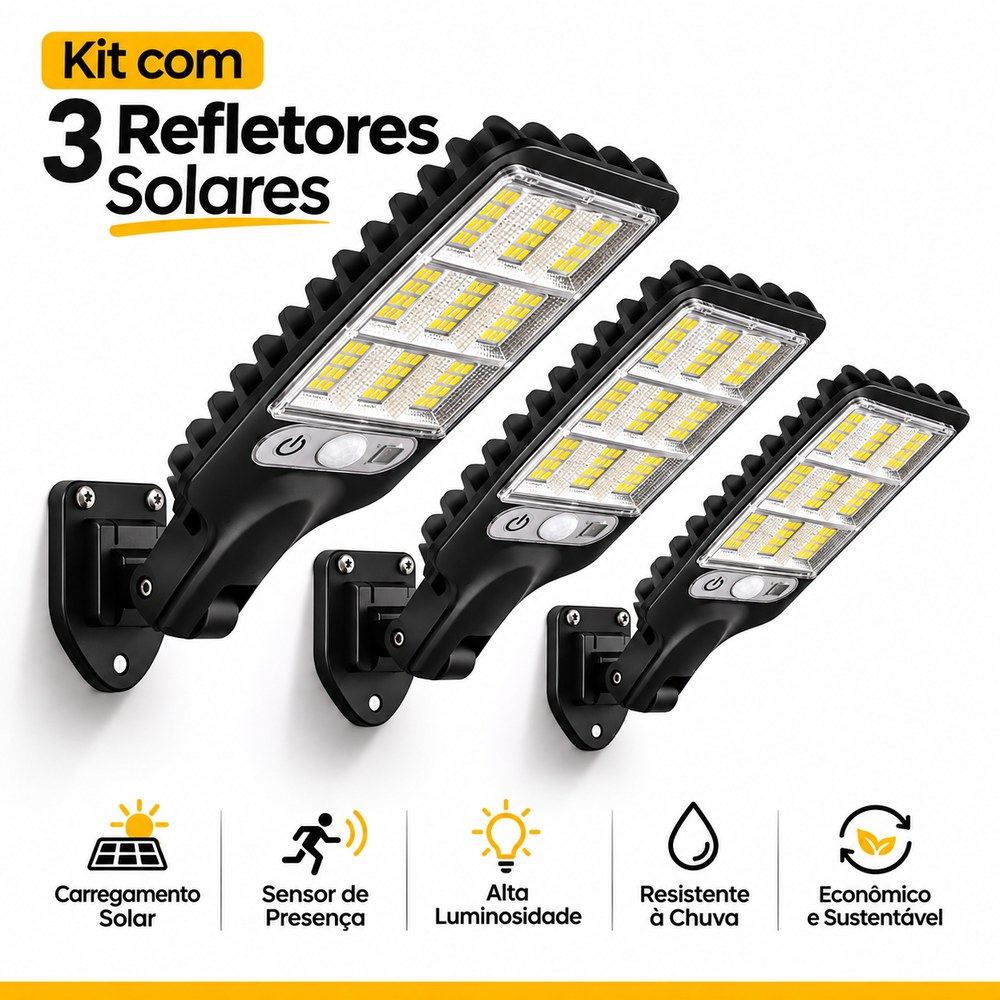 Kit com
3 Refletores
Solares
Carregamento
Solar
Sensor de
Presença
Alta
Luminosidade
Resistente
à Chuva
Econômico
e Sustentável